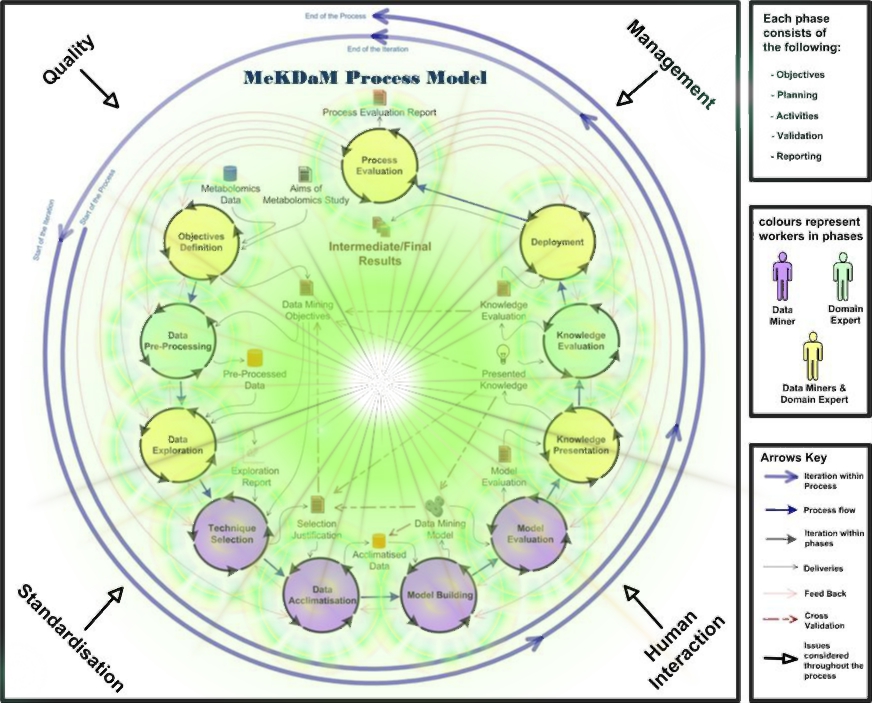 End of the Process
End of the Iteration
MeKDaM Process Model
Quality
Management
Standardisation
Human
Interaction
Start of the Iteration
Start of the Process
Process Evaluation Report
Process
Evaluation
Metabolomics
Data
Aims of
Metabolomics Study
Intermediate/Final
Results
Objectives
Definition
Deployment
Data Mining
Objectives
Knowledge
Evaluation
Data
Pre-Processing
Knowledge
Evaluation
Pre-Processed
Data
Presented
Knowledge
Data
Exploration
Knowledge
Presentation
Exploration
Report
Model
Evaluation
Technique
Selection
Selection
Justification
Data Mining
Model
Model
Evaluation
Acclimatised
Data
Data
Acclimatisation
Model Building
Each phase
consists of
the following:
- Objectives
- Planning
- Activities
- Validation
- Reporting
colours represent
workers in phases
Data
Miner
Domain
Expert
Data Miners &
Domain Expert
Arrows Key
Iteration within
Process
Process flow
Iteration within
phases
Deliveries
Feed Back
Cross
Validation
Issues
considered
throughout the
process